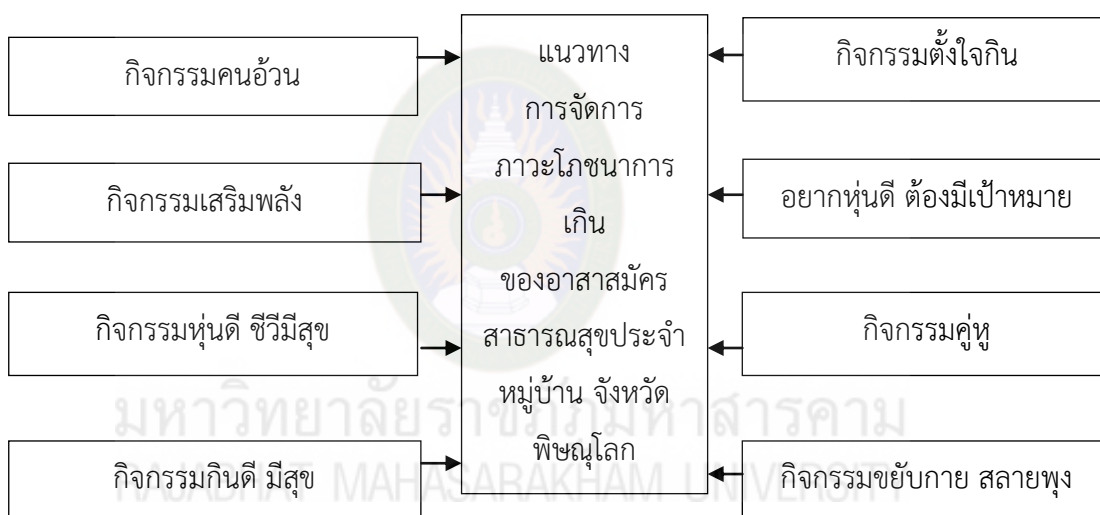 กิจกรรมคนอ้วน
กิจกรรมเสริมพลัง
กิจกรรมหุ่นดี ชีวีมีสุข
กิจกรรมกินดี มีสุข
แนวทาง
การจัดการ
ภาวะโภชนาการ
เกิน
ของอาสาสมัคร
สาธารณสุขประจำ
หมู่บ้าน จังหวัด
พิษณุโลก
กิจกรรมตั้งใจกิน
อยากหุ่นดี ต้องมีเป้าหมาย
กิจกรรมคู่หู
กิจกรรมขยับกาย สลายพุง
มหาวิทยาลัยราชภัฏมหาสารคาม
RAJABHAT MAHASARAKHAM UNIVERSITY